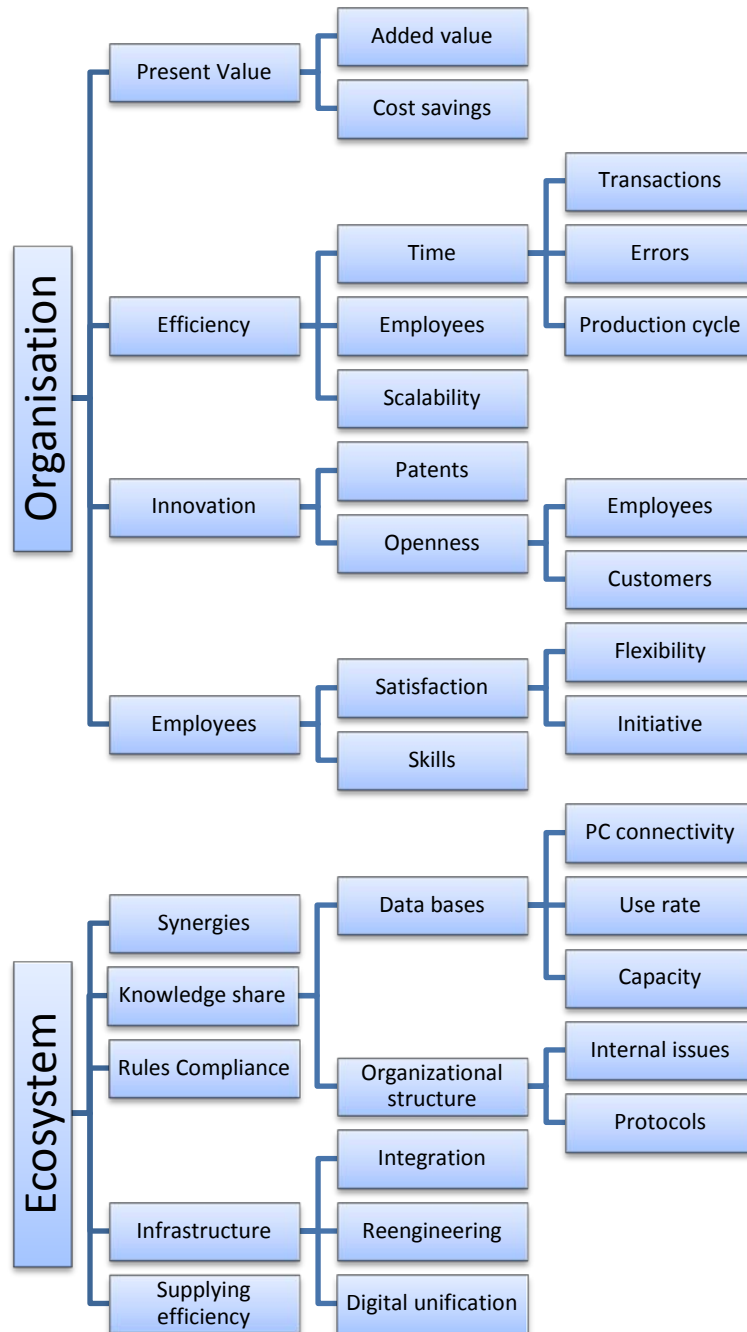 Organisation
Present Value
Added value
Cost savings
Efficiency
Time
Transactions
Errors
Production cycle
Employees
Scalability
Innovation
Patents
Openness
Employees
Customers
Employees
Satisfaction
Flexibility
Initiative
Skills
Ecosystem
Synergies
Knowledge share
Data bases
PC connectivity
Use rate
Capacity
Organizational
structure
Internal issues
Protocols
Rules Compliance
Infrastructure
Integration
Reengineering
Digital unification
Supplying
efficiency